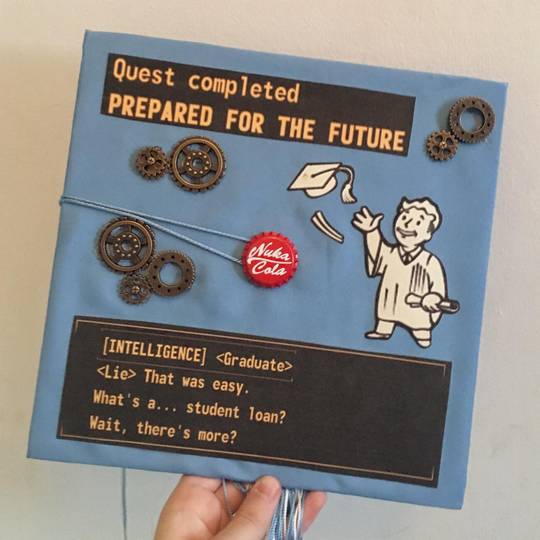 Quest completed
PREPARED FOR THE FUTURE
Nuka
Cola
[INTELLIGENCE] <Graduate>
<Lie> That was easy.
What's a... student loan?
Wait, there's more?